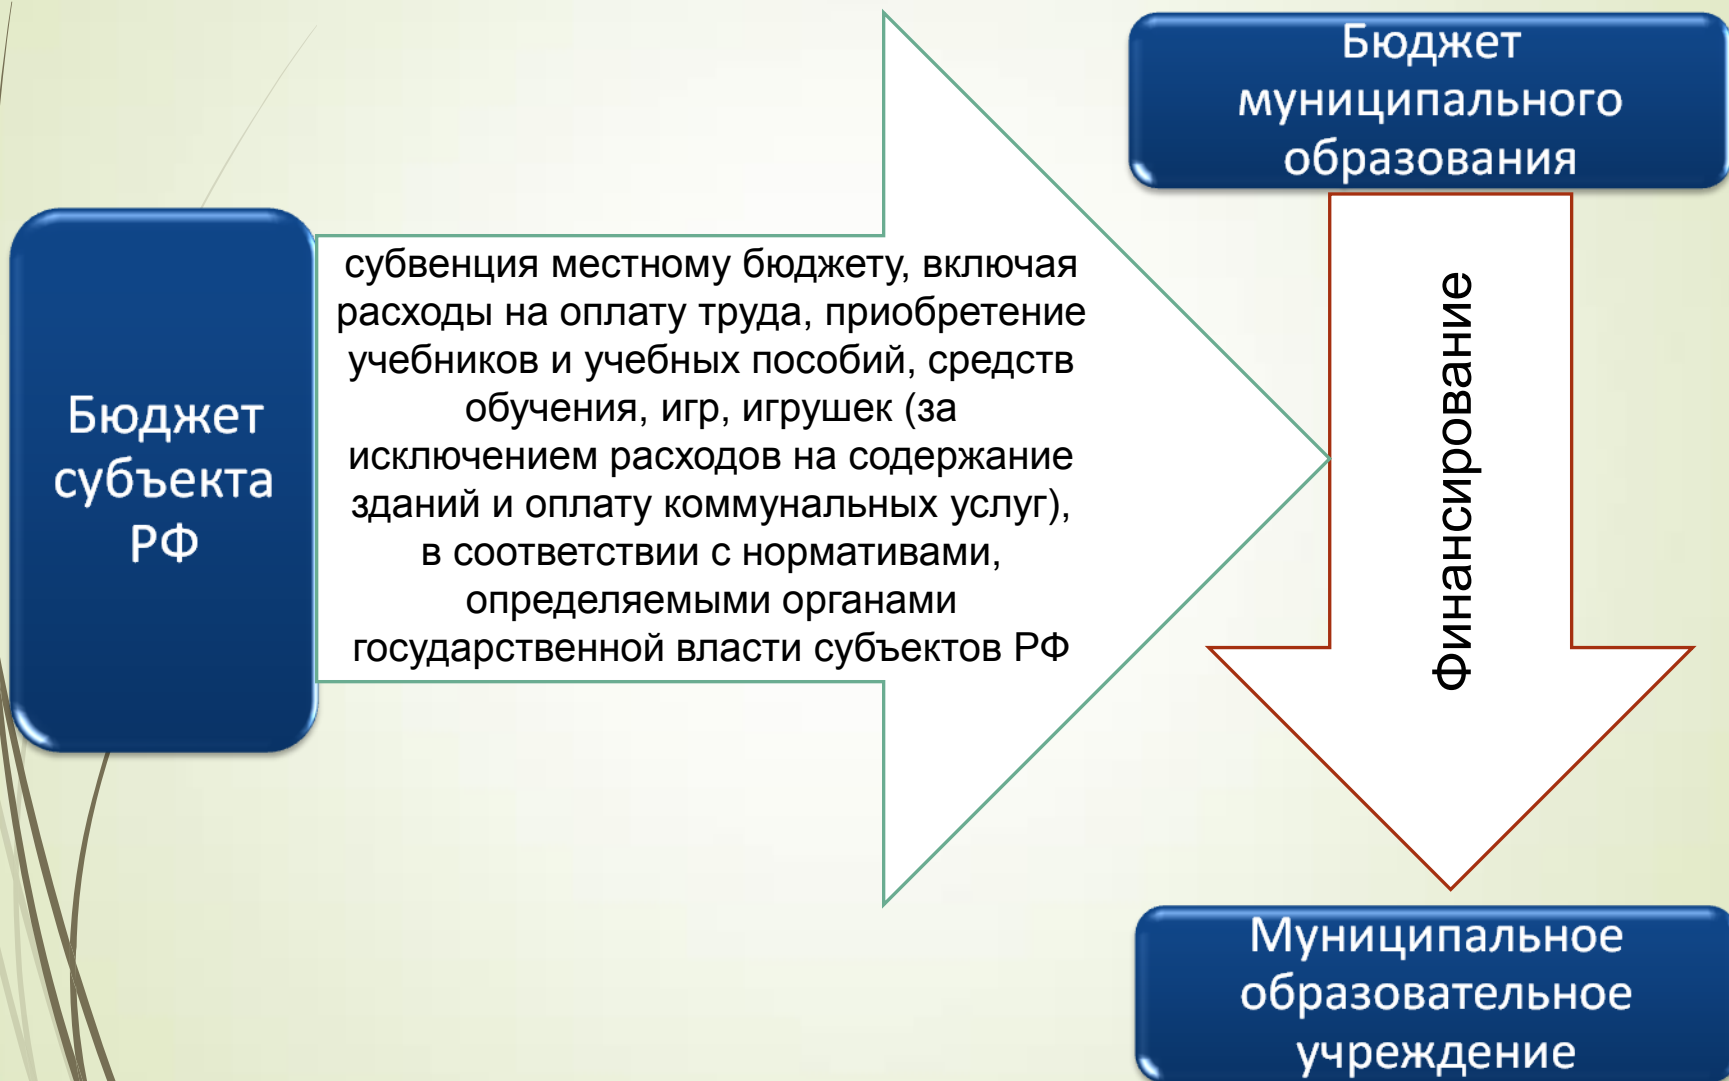 Бюджет
муниципального
образования
субвенция местному бюджету, включая
расходы на оплату труда, приобретение
учебников и учебных пособий, средств
обучения, игр, игрушек (за
исключением расходов на содержание
зданий и оплату коммунальных услуг),
в соответствии с нормативами,
определяемыми органами
государственной власти субъектов РФ
Бюджет
субъекта
РФ
Финансирование
Муниципальное
образовательное
учреждение